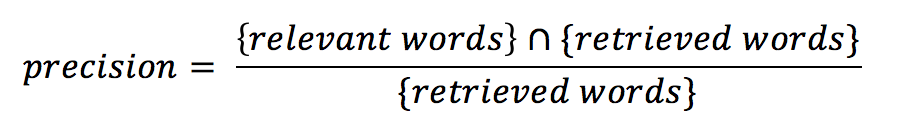 precision = {relevant words} ∩ {retrieved words}
{retrieved words}